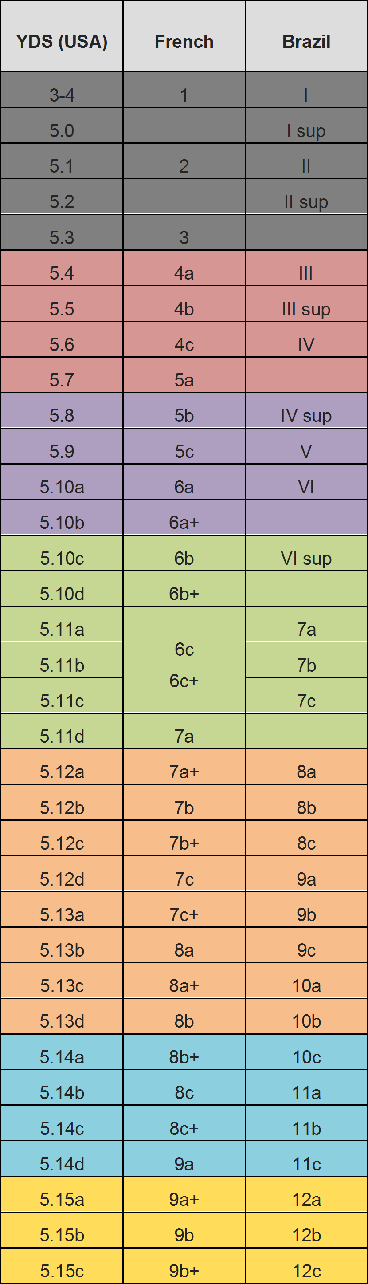 YDS (USA) French Brazil
3-4 1 I
5.0 I sup
5.1 2 II
5.2 II sup
5.3 3
5.4 4a III
5.5 4b III sup
5.6 4c IV
5.7 5a
5.8 5b IV sup
5.9 5c V
5.10a 6a VI
5.10b 6a+
5.10c 6b VI sup
5.10d 6b+
5.11a 7a
6c
5.11b 7b
6c+
5.11c 7c
5.11d 7a
5.12a 7a+ 8a
5.12b 7b 8b
5.12c 7b+ 8c
5.12d 7c 9a
5.13a 7c+ 9b
5.13b 8a 9c
5.13c 8a+ 10a
5.13d 8b 10b
5.14a 8b+ 10c
5.14b 8c 11a
5.14c 8c+ 11b
5.14d 9a 11c
5.15a 9a+ 12a
5.15b 9b 12b
5.15c 9b+ 12c